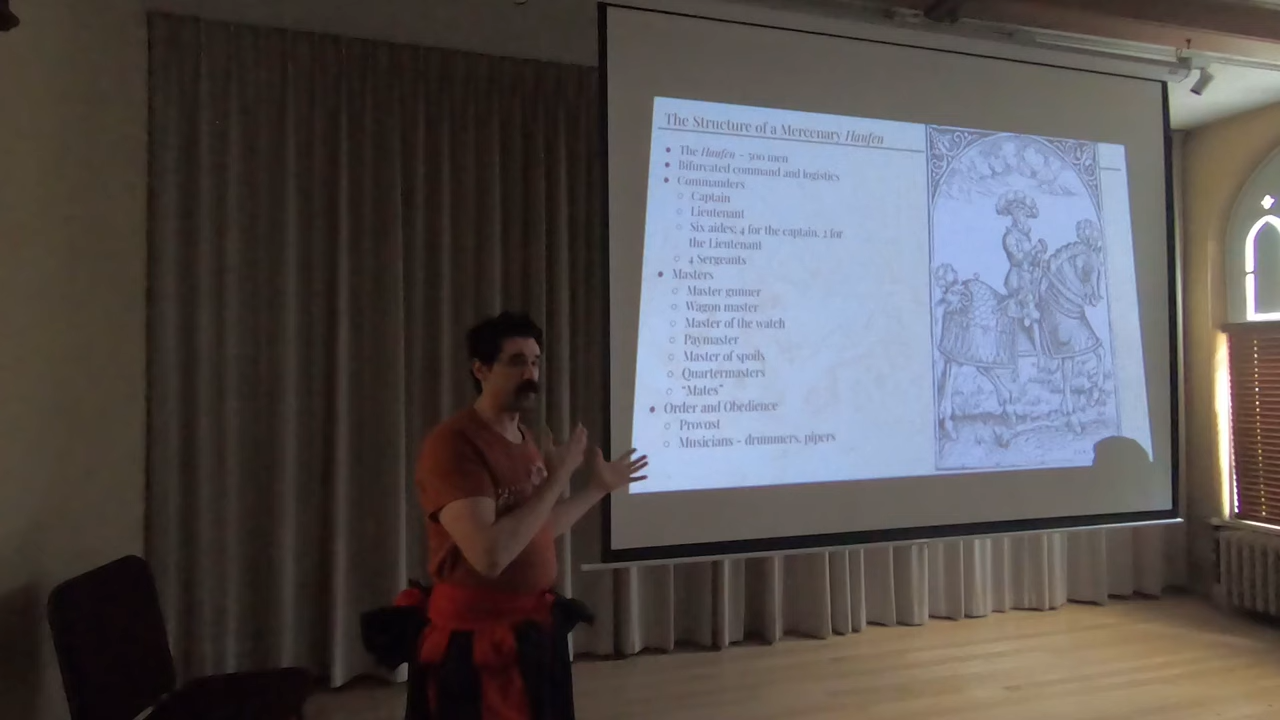 The Structure of a Mercenary Haufen
The Haufen - 500 men
Bifurcated command and logistics
Commanders
Captain
Lieutenant
Six aides; 4 for the captain, 2 for
the Lieutenant
4 Sergeants
Masters
Master gunner
Wagon master
Master of the watch
Paymaster
Master of spoils
Quartermasters
"Mates"
Order and Obedience
Provost
Musicians - drummers, pipers